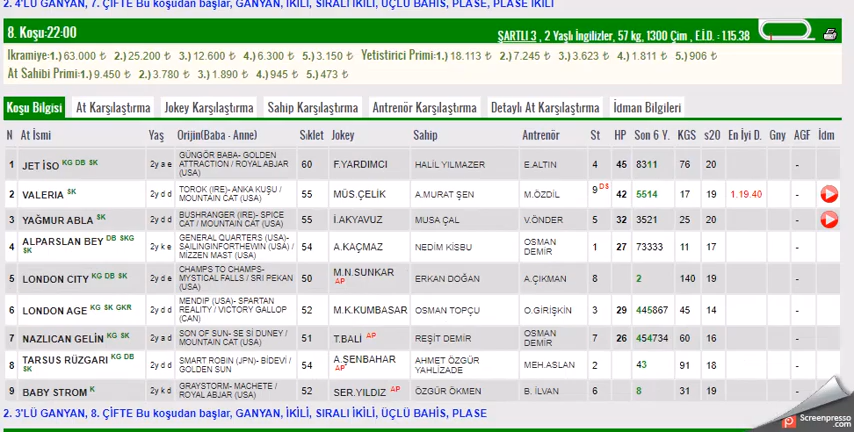 2. 4'LÜ GANYAN, 7. ÇİFTE Bu koşudan başlar, GANYAN, İKİLİ, SIRALI İKİLİ, ÜÇLÜ BAHİS, PLASE, PLASE İKİLİ
8. Koşu:22:00
ŞARTLI 3 , 2 Yaşlı İngilizler, 57 kg, 1300 Çim , E.İ.D. : 1.15.38
Ikramiye:1.) 63.000 ₺ 2.) 25.200 ₺ 3.) 12.600 ₺ 4.) 6.300 ₺ 5.) 3.150 ₺ Yetistirici Primi:1.) 18.113 ₺ 2.) 7.245 ₺ 3.) 3.623 ₺ 4.) 1.811 ₺ 5.) 906 ₺
At Sahibi Primi:1.) 9.450 ₺ 2.) 3.780 ₺ 3.) 1.890 ₺ 4.) 945 ₺ 5.) 473 ₺
Koşu Bilgisi At Karşılaştırma Jokey Karşılaştırma Sahip Karşılaştırma Antrenör Karşılaştırma Detaylı At Karşılaştırma İdman Bilgileri
N At İsmi Yaş Orijin(Baba - Anne) Sıklet Jokey Sahip Antrenör St HP Son 6 Y. KGS s20 En İyi D. Gny AGF İdm
1 JET İSO KG DB SK 2y a e GÜNGÖR BABA- GOLDEN ATTRACTION / ROYAL ABJAR (USA) 60 F.YARDIMCI HALİL YILMAZER E.ALTIN 4 45 8311 76 20 -
2 VALERIA SK 2y d d TOROK (IRE)- ANKA KUŞU / MOUNTAIN CAT (USA) 55 MÜS.ÇELİK A.MURAT ŞEN M.ÖZDİL 9 DS 42 5514 17 19 1.19.40 -
3 YAĞMUR ABLA SK 2y d d BUSHRANGER (IRE)- SPICE CAT / MOUNTAIN CAT (USA) 55 İ.AKYAVUZ MUSA ÇAL V.ÖNDER 5 32 3521 25 20 -
4 ALPARSLAN BEY DB SKG SK 2y k e GENERAL QUARTERS (USA)- SAILINGINFORTHEWIN (USA) / MIZZEN MAST (USA) 54 A.KAÇMAZ NEDİM KİSBU OSMAN DEMİR 1 27 73333 11 17 -
5 LONDON CITY KG DB SK 2y d e CHAMPS TO CHAMPS- MYSTICAL FALLS / SRI PEKAN (USA) 50 M.N.SUNKAR AP ERKAN DOĞAN A.ÇIKMAN 8 2 140 19 -
6 LONDON AGE KG SK GKR 2y d d MENDIP (USA)- SPARTAN REALITY / VICTORY GALLOP (CAN) 52 M.K.KUMBASAR OSMAN TOPÇU O.GİRİŞKİN 3 29 445867 45 14 -
7 NAZLICAN GELİN KG SK 2y a d SON OF SUN- SE Sİ DUNEY / MOUNTAIN CAT (USA) 51 T.BALİ AP REŞİT DEMİR OSMAN DEMİR 7 26 454734 60 16 -
8 TARSUS RÜZGARI KG DB SK 2y d d SMART ROBIN (JPN)- BİDEVİ / GOLDEN SUN 54 A.ŞENBAHAR AP AHMET ÖZGÜR YAHLİZADE MEH.ASLAN 2 43 91 18 -
9 BABY STROM K 2y k d GRAYSTORM- MACHETE / ROYAL ABJAR (USA) 52 SER.YILDIZ AP ÖZGÜR ÖKMEN B. İLVAN 6 8 31 19 -
2. 3'LÜ GANYAN, 8. ÇİFTE Bu koşudan başlar, GANYAN, İKİLİ, SIRALI İKİLİ, ÜÇLÜ BAHİS, PLASE
Screenpresso
.com